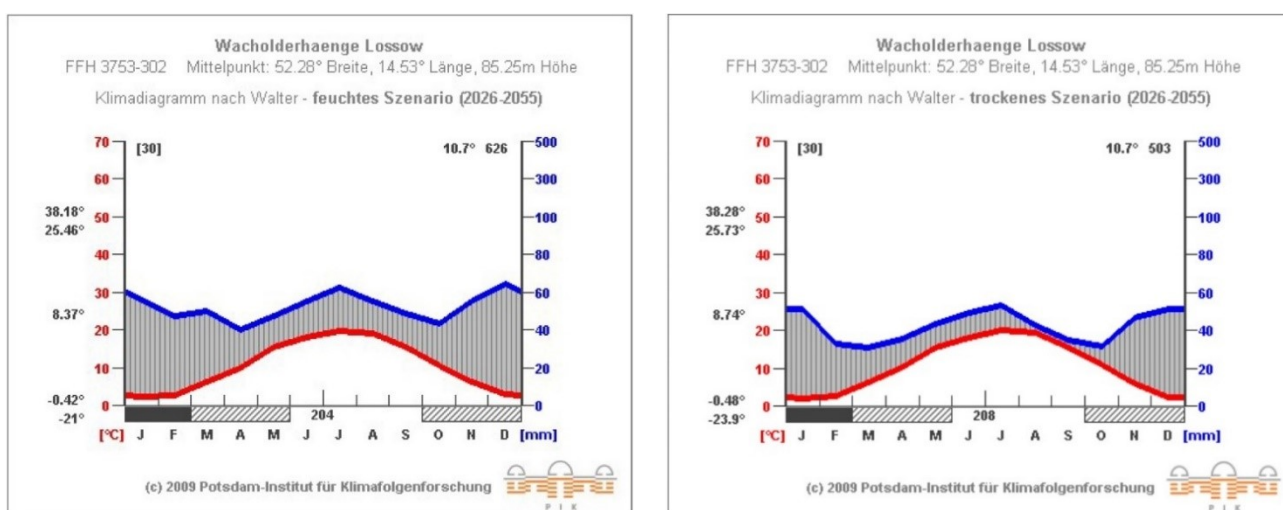 Wacholderhaenge Lossow
FFH 3753-302 Mittelpunkt: 52.28° Breite, 14.53° Länge, 85.25m Höhe
Klimadiagramm nach Walter - feuchtes Szenario (2026-2055)
70 [30] 10.7° 626 500
60 300
38.18° 50 100
25.46°
40 80
30 60
8.37° 20 40
10 20
-0.42° 0 0
-21° 204
[°C] J F M A M J J A S O N D [mm]
(c) 2009 Potsdam-Institut für Klimafolgenforschung
P I K
Wacholderhaenge Lossow
FFH 3753-302 Mittelpunkt: 52.28° Breite, 14.53° Länge, 85.25m Höhe
Klimadiagramm nach Walter - trockenes Szenario (2026-2055)
70 [30] 10.7° 503 500
60 300
38.28° 50 100
25.73°
40 80
30 60
8.74° 20 40
10 20
-0.48° 0 0
-23.9° 208
[°C] J F M A M J J A S O N D [mm]
(c) 2009 Potsdam-Institut für Klimafolgenforschung
P I K